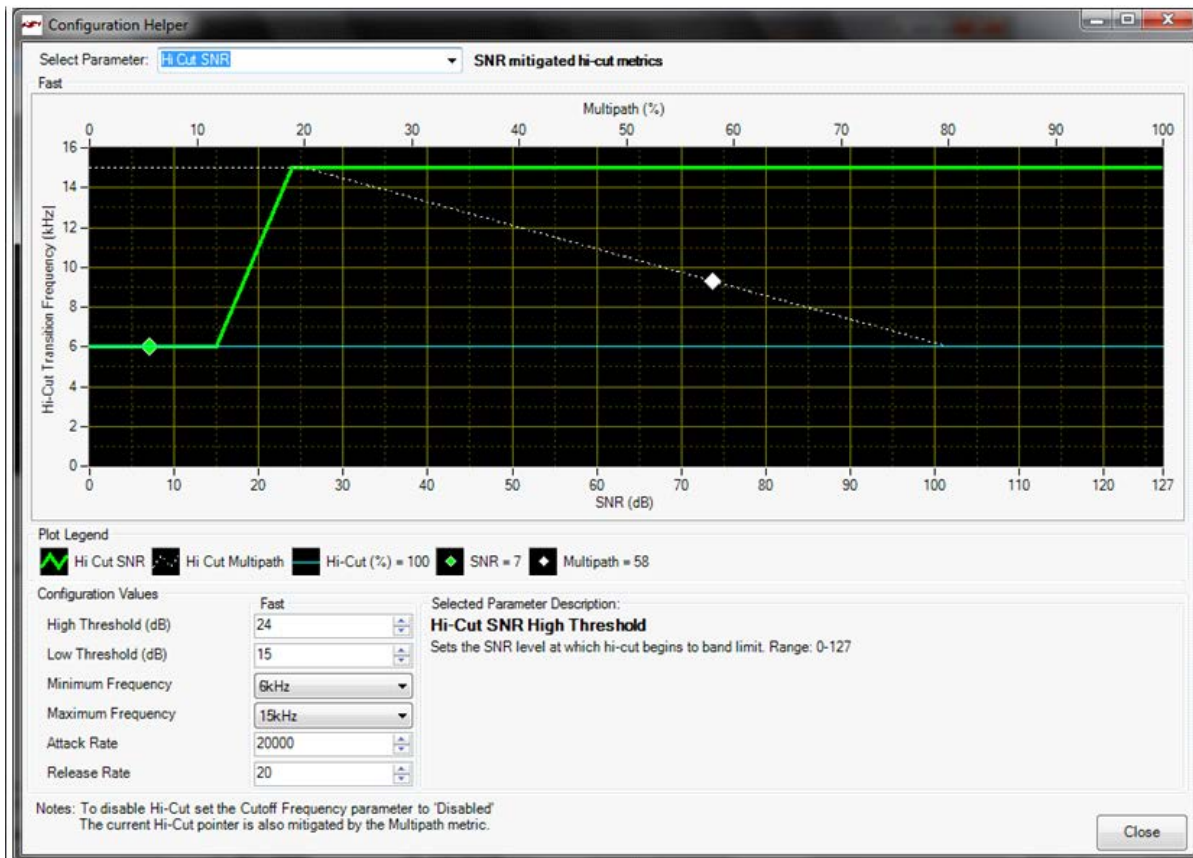 Configuration Helper
Select Parameter: Hi Cut SNR SNR mitigated hi-cut metrics
Fast
Multipath (%)
0 10 20 30 40 50 60 70 80 90 100
16
14
12
10
8
6
4
2
0
Hi-Cut Transition Frequency (kHz)
0 10 20 30 40 50 60 70 80 90 100 110 120 127
SNR (dB)
Plot Legend
Hi Cut SNR Hi Cut Multipath Hi-Cut (%) = 100 SNR = 7 Multipath = 58
Configuration Values
Fast
High Threshold (dB) 24
Low Threshold (dB) 15
Minimum Frequency 6kHz
Maximum Frequency 15kHz
Attack Rate 20000
Release Rate 20
Selected Parameter Description:
Hi-Cut SNR High Threshold
Sets the SNR level at which hi-cut begins to band limit. Range: 0-127
Notes: To disable Hi-Cut set the Cutoff Frequency parameter to 'Disabled'
The current Hi-Cut pointer is also mitigated by the Multipath metric.
Close